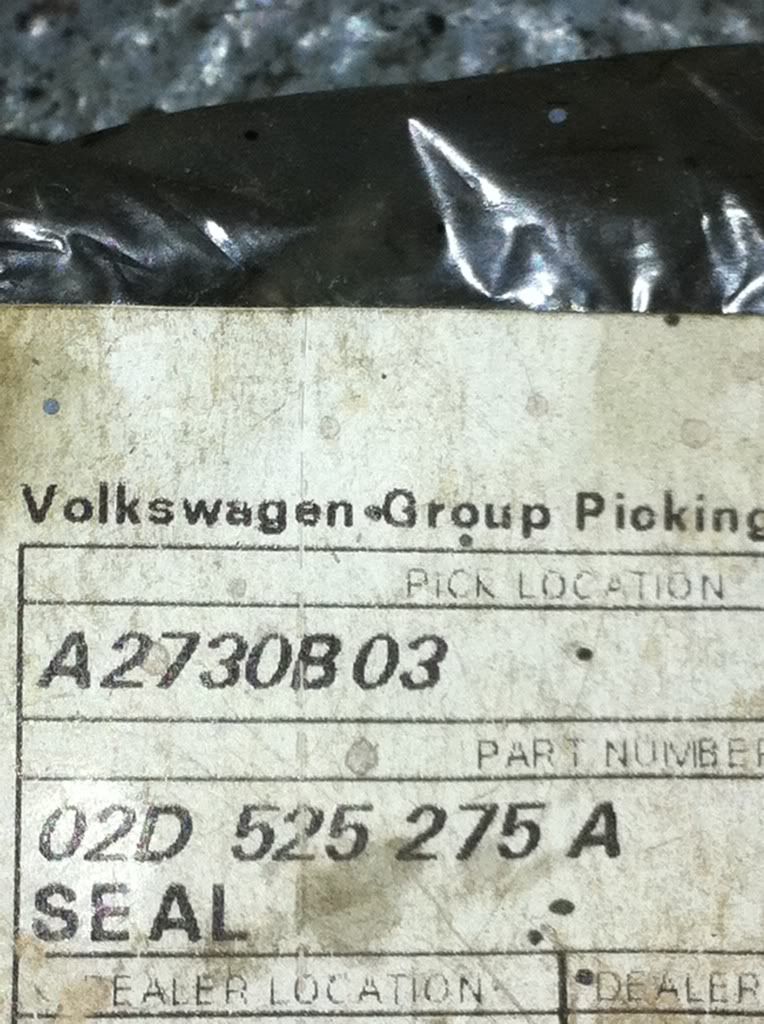 Volkswagen Group Picking
PICK LOCATION
A2730B03
PART NUMBER
02D 525 275 A
SEAL
DEALER LOCATION
DEALER